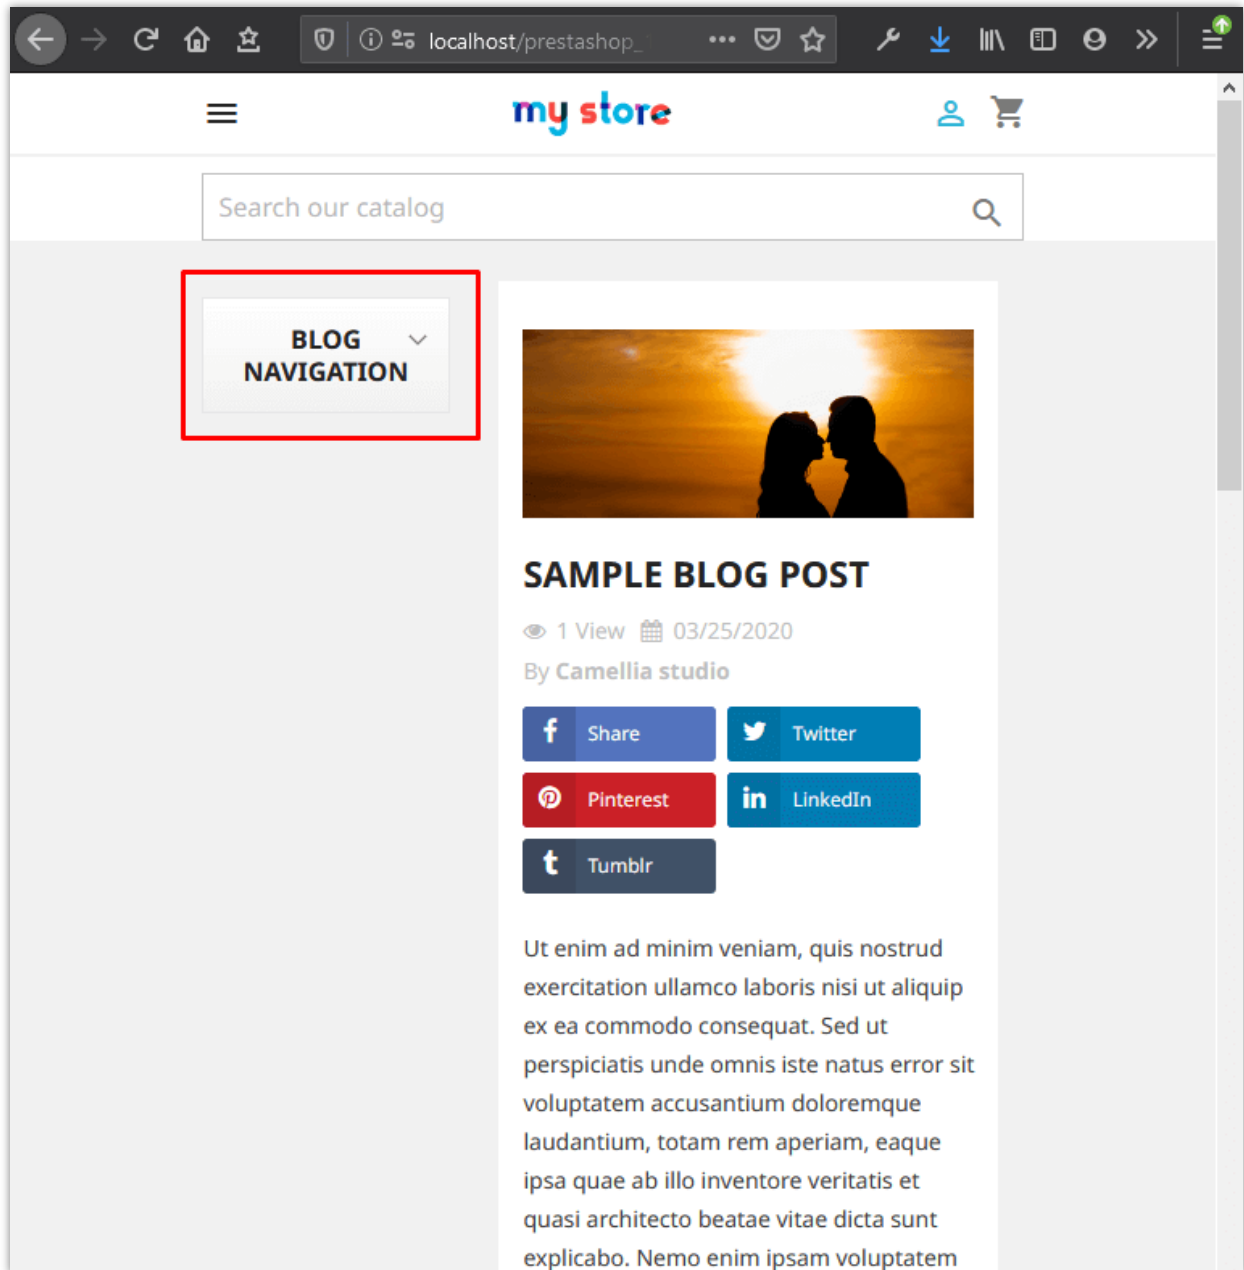 localhost/prestashop_
my store
Search our catalog
BLOG
NAVIGATION
SAMPLE BLOG POST
1 View 03/25/2020
By Camellia studio
Share
Twitter
Pinterest
LinkedIn
Tumblr
Ut enim ad minim veniam, quis nostrud
exercitation ullamco laboris nisi ut aliquip
ex ea commodo consequat. Sed ut
perspiciatis unde omnis iste natus error sit
voluptatem accusantium doloremque
laudantium, totam rem aperiam, eaque
ipsa quae ab illo inventore veritatis et
quasi architecto beatae vitae dicta sunt
explicabo. Nemo enim ipsam voluptatem